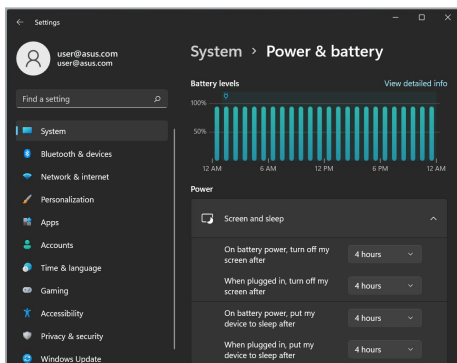 Settings
user@asus.com
user@asus.com
Find a setting
System
Bluetooth & devices
Network & internet
Personalization
Apps
Accounts
Time & language
Gaming
Accessibility
Privacy & security
Windows Update
System > Power & battery
Battery levels
View detailed info
100%
50%
12 AM 6 AM 12 PM 6 PM 12 AM
Power
Screen and sleep
On battery power, turn off my
screen after
4 hours
When plugged in, turn off my
screen after
4 hours
On battery power, put my
device to sleep after
4 hours
When plugged in, put my
device to sleep after
4 hours